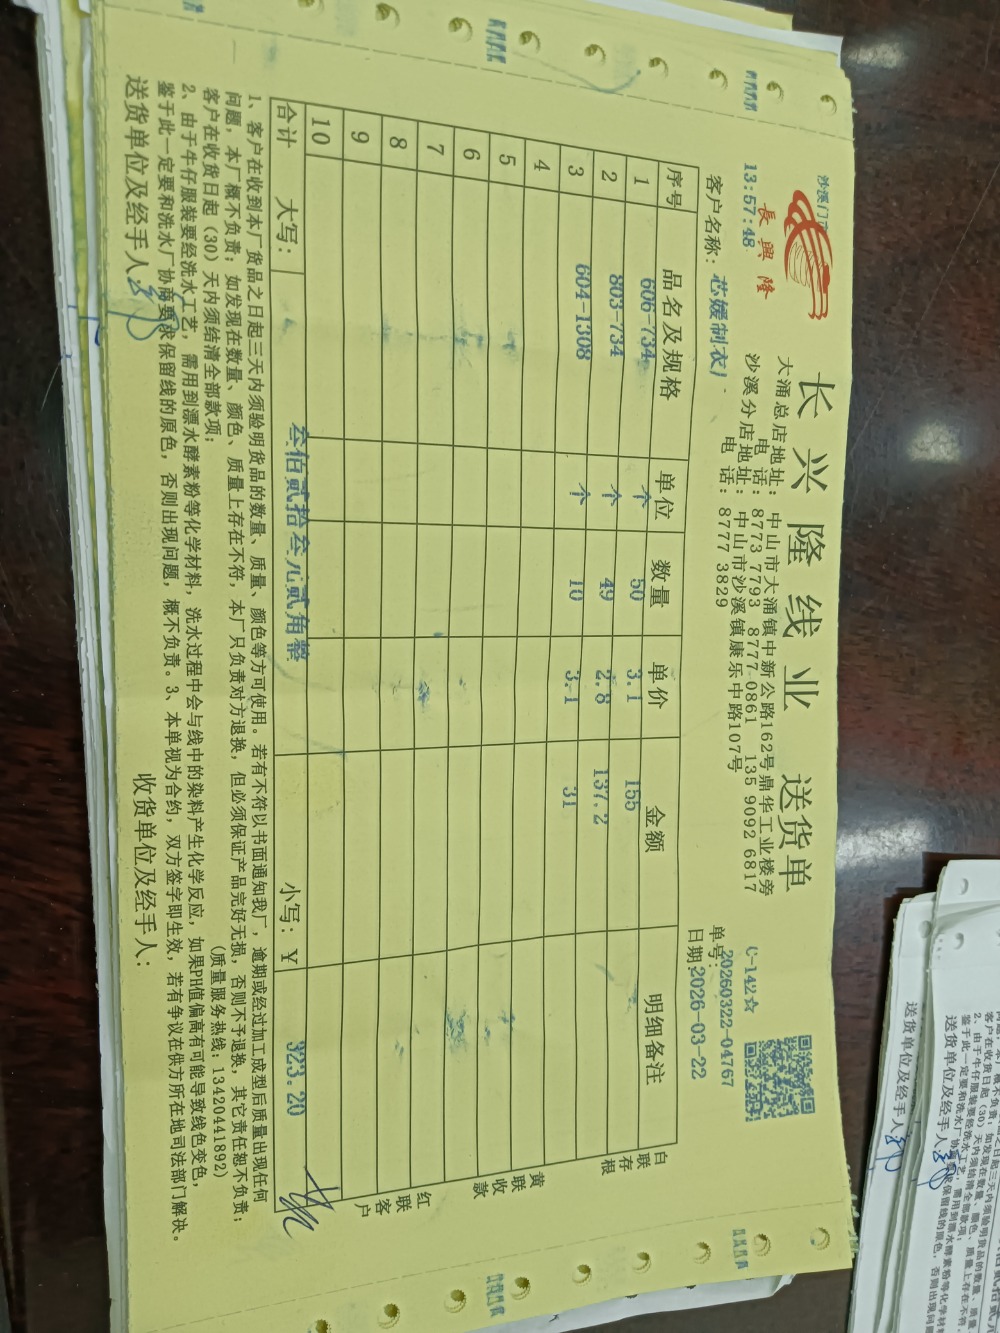 长兴隆线业 送货单
沙溪门市
長興隆
13:57:48
大涌总店地址：中山市大涌镇中新公路162号鼎华工业楼旁
电 话：8773 7793 8777 0861 135 9092 6817
沙溪分店地址：中山市沙溪镇康乐中路107号
电 话：8777 3829
C-142☆
单号：20260322-04767
客户名称：芯媛制衣厂
日期：2026-03-22
序号 品名及规格 单位 数量 单价 金额 明细备注
1 606-734 个 50 3.1 155
2 803-734 个 49 2.8 137.2
3 604-1308 个 10 3.1 31
4
5
6
7
8
9
10
合计 大写： 叁佰贰拾叁元贰角整 小写：￥ 323.20
白联存根
黄联收款
红联客户
1、客户在收到本厂货品之日起三天内须验明货品的数量、质量、颜色等方可使用。若有不符以书面通知我厂，逾期或经过加工成型后质量出现任何
问题，本厂概不负责；如发现在数量、颜色、质量上存在不符，本厂只负责对方退换，但必须保证产品完好无损，否则不予退换，其它责任恕不负责；
客户在收货日起（30）天内须结清全部款项；
（质量服务热线：13420441892）
2、由于牛仔服装要经洗水工艺，需用到漂水酵素粉等化学材料，洗水过程中会与线中的染料产生化学反应，如果PH值偏高有可能导致线色变色，
鉴于此一定要和洗水厂协商要求保留线的原色，否则出现问题，概不负责。3、本单视为合约，双方签字即生效，若有争议在供方所在地司法部门解决。
送货单位及经手人：
收货单位及经手人：
送货单位及经手人
送货单位及经手人